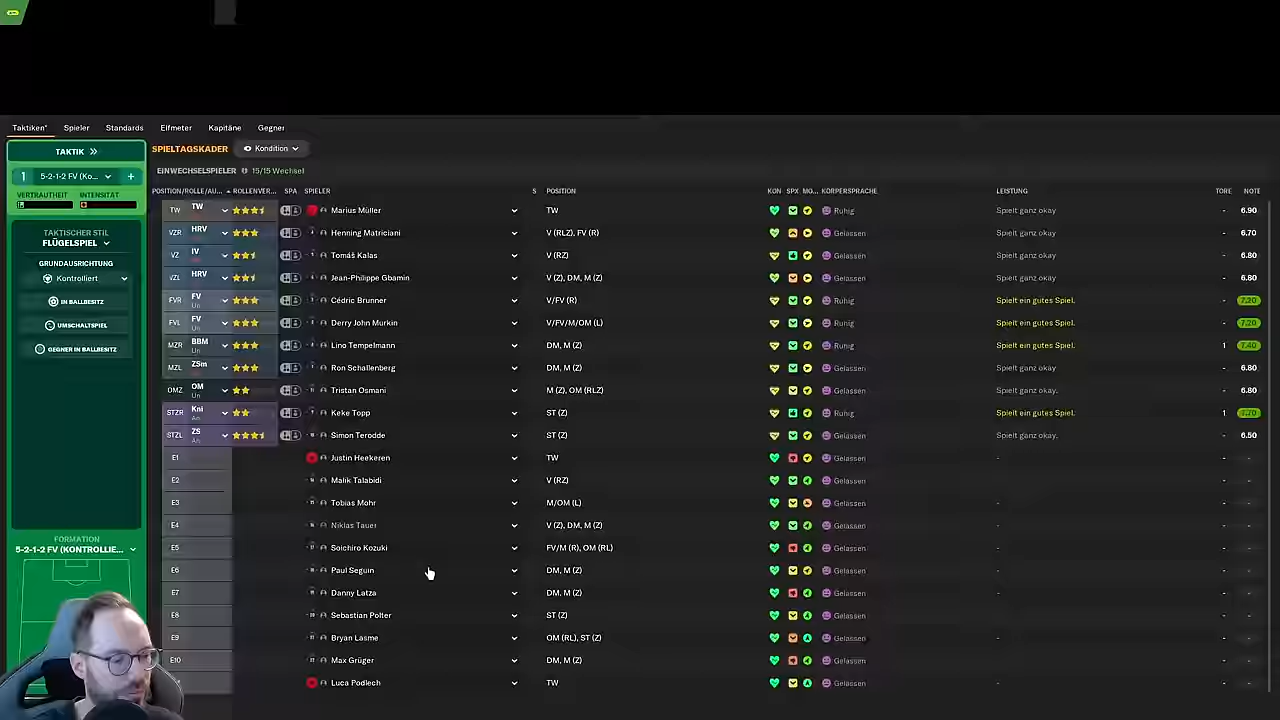 Taktiken* Spieler Standards Elfmeter Kapitäne Gegner
TAKTIK
SPIELTAGSKADER Kondition
1 5-2-1-2 FV (Ko... +
EINWECHSELSPIELER 15/15 Wechsel
VERTRAUTHEIT INTENSITÄT
POSITION/ROLLE/AU... ROLLENVER... SPA SPIELER S POSITION KON SPX MO... KÖRPERSPRACHE LEISTUNG TORE NOTE
TW TW Marius Müller TW Ruhig Spielt ganz okay - 6.90
VZR HRV Henning Matriciani V (RLZ), FV (R) Gelassen Spielt ganz okay - 6.70
TAKTISCHER STIL
FLÜGELSPIEL
VZ IV Tomáš Kalas V (RZ) Gelassen Spielt ganz okay - 6.80
GRUNDAUSRICHTUNG
Kontrolliert
VZL HRV Jean-Philippe Gbamin V (Z), DM, M (Z) Gelassen Spielt ganz okay - 6.80
IN BALLBESITZ
FVR FV Un Cédric Brunner V/FV (R) Ruhig Spielt ein gutes Spiel. - 7.20
UMSCHALTSPIEL
FVL FV Un Derry John Murkin V/FV/M/OM (L) Gelassen Spielt ein gutes Spiel. - 7.20
GEGNER IN BALLBESITZ
MZR BBM Un Lino Tempelmann DM, M (Z) Ruhig Spielt ein gutes Spiel. 1 7.40
MZL ZSm Ron Schallenberg DM, M (Z) Gelassen Spielt ganz okay - 6.80
OMZ OM Un Tristan Osmani M (Z), OM (RLZ) Gelassen Spielt ganz okay. - 6.80
STZR Kni An Keke Topp ST (Z) Ruhig Spielt ein gutes Spiel. 1 7.70
STZL ZS An Simon Terodde ST (Z) Gelassen Spielt ganz okay. - 6.50
E1 Justin Heekeren TW Gelassen - - -
E2 Malik Talabidi V (RZ) Gelassen - -
E3 Tobias Mohr M/OM (L) Gelassen - - -
E4 Niklas Tauer V (Z), DM, M (Z) Gelassen - - -
FORMATION
5-2-1-2 FV (KONTROLLIE...
E5 Soichiro Kozuki FV/M (R), OM (RL) Gelassen - - -
E6 Paul Seguin DM, M (Z) Gelassen - -
E7 Danny Latza DM, M (Z) Gelassen - -
E8 Sebastian Polter ST (Z) Gelassen - -
E9 Bryan Lasme OM (RL), ST (Z) Gelassen - - -
E10 Max Grüger DM, M (Z) Gelassen - -
Luca Podlech TW Gelassen - - -